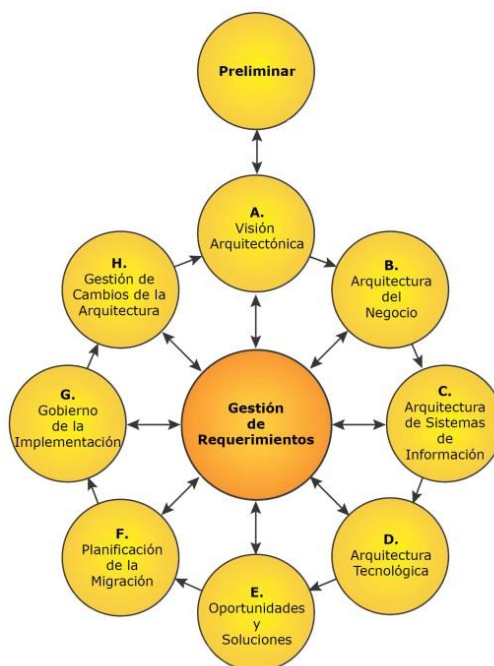 Preliminar
A.
Visión
Arquitectónica
B.
Arquitectura
del
Negocio
C.
Arquitectura
de Sistemas
de
Información
D.
Arquitectura
Tecnológica
E.
Oportunidades
y
Soluciones
F.
Planificación
de la
Migración
G.
Gobierno
de la
Implementación
H.
Gestión de
Cambios de la
Arquitectura
Gestión
de
Requerimientos